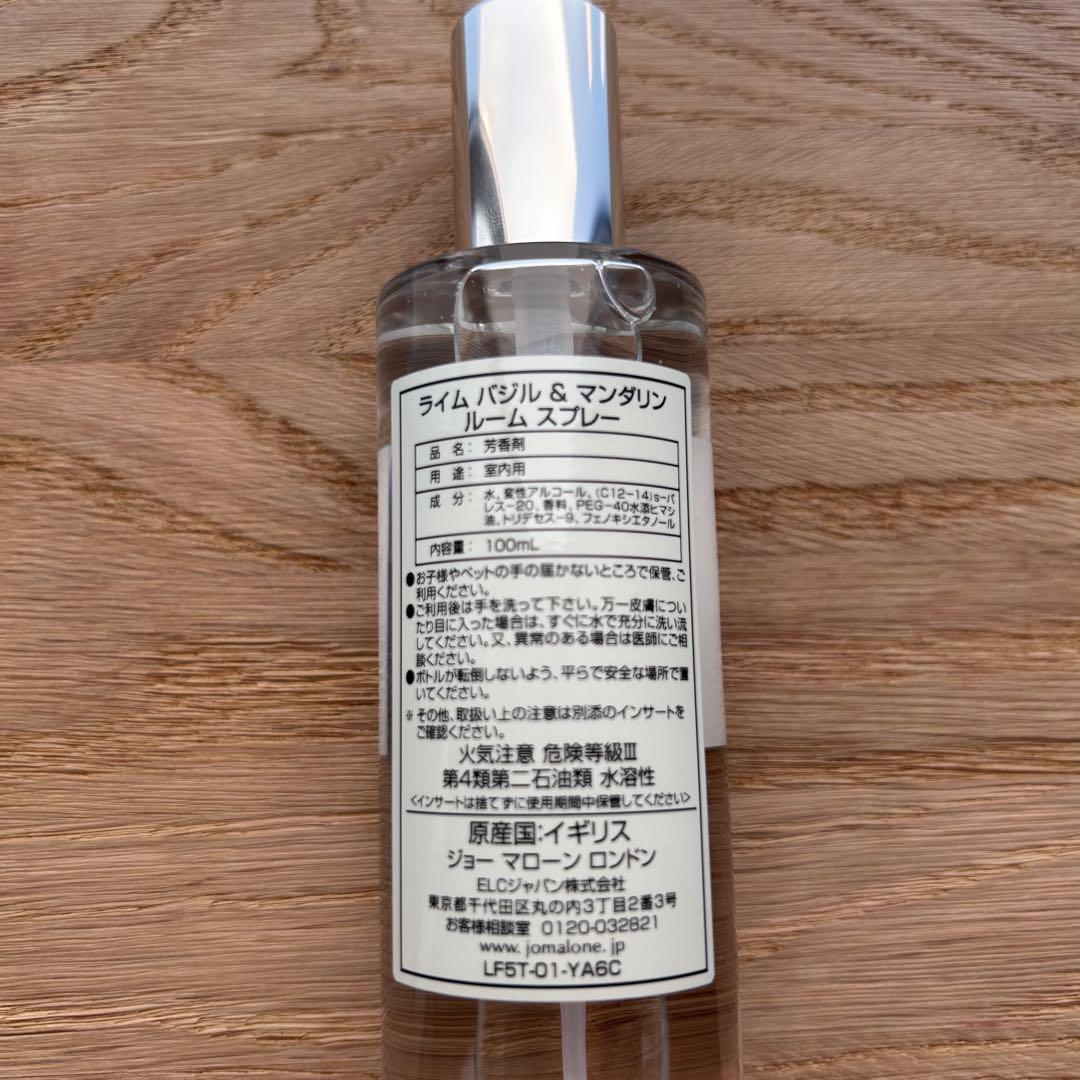 ライム バジル & マンダリン
ルーム スプレー
品 名： 芳香剤
用 途： 室内用
成 分： 水、変性アルコール、(C12-14)s-パ
レス-20、香料、PEG-40水添ヒマシ
油、トリデセス-9、フェノキシエタノール
内容量： 100mL
●お子様やペットの手の届かないところで保管、ご
利用ください。
●ご利用後は手を洗って下さい。万一皮膚につい
たり目に入った場合は、すぐに水で充分に洗い流
してください。又、異常のある場合は医師にご相
談ください。
●ボトルが転倒しないよう、平らで安全な場所で置
いてください。
※その他、取扱い上の注意は別添のインサートを
ご確認ください。
火気注意 危険等級Ⅲ
第4類第二石油類 水溶性
<インサートは捨てずに使用期間中保管してください>
原産国:イギリス
ジョー マローン ロンドン
ELCジャパン株式会社
東京都千代田区丸の内3丁目2番3号
お客様相談室 0120-032821
www. jomalone. jp
LF5T-01-YA6C